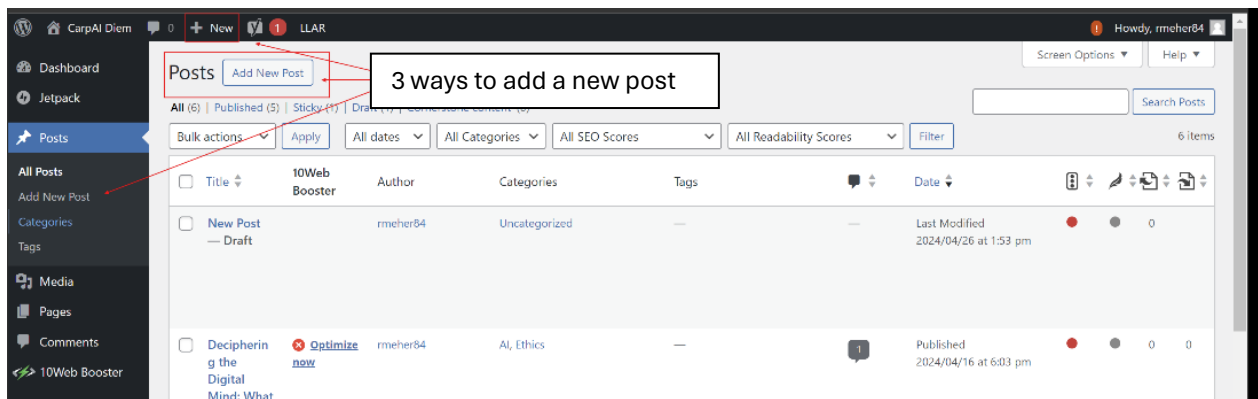 CarpAI Diem 0 + New 1 LLAR Howdy, rmeher84
Screen Options ▼ Help ▼
Dashboard
Jetpack
Posts
All Posts
Add New Post
Categories
Tags
Media
Pages
Comments
10Web Booster
Posts Add New Post
3 ways to add a new post
All (6) | Published (5) | Sticky (1) |
Search Posts
Bulk actions Apply All dates All Categories All SEO Scores All Readability Scores Filter 6 items
Title 10Web Booster Author Categories Tags Date
New Post rmeher84 Uncategorized — — Last Modified 0
— Draft 2024/04/26 at 1:53 pm
Decipherin Optimize rmeher84 AI, Ethics — 1 Published 0 0
g the now 2024/04/16 at 6:03 pm
Digital
Mind: What